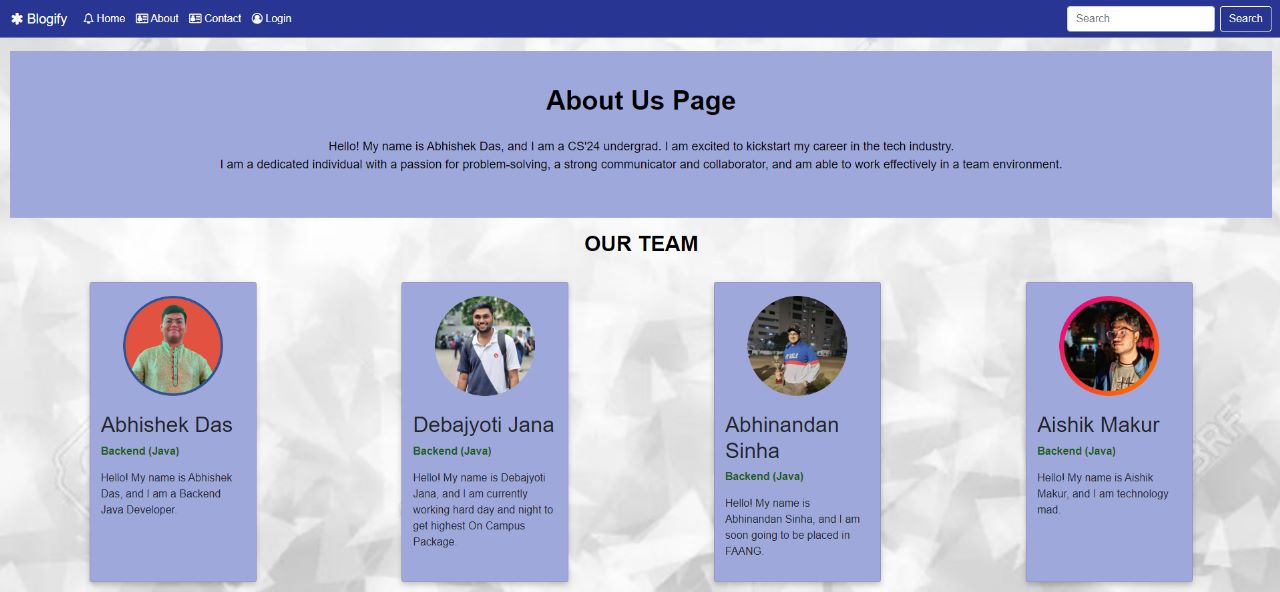 Blogify Home About Contact Login Search Search
About Us Page
Hello! My name is Abhishek Das, and I am a CS'24 undergrad. I am excited to kickstart my career in the tech industry.
I am a dedicated individual with a passion for problem-solving, a strong communicator and collaborator, and am able to work effectively in a team environment.
OUR TEAM
Abhishek Das
Backend (Java)
Hello! My name is Abhishek
Das, and I a Backend
Java Developer.
Debajyoti Jana
Backend (Java)
Hello! My name is Debajyoti
Jana, and I am currently
working hard day and night to
get highest On Campus
Package.
Abhinandan
Sinha
Backend (Java)
Hello! My name is
Abhinandan Sinha, and I am
soon going to be placed in
FAANG.
Aishik Makur
Backend (Java)
Hello! My name is Aishik
Makur, and I am technology
mad.